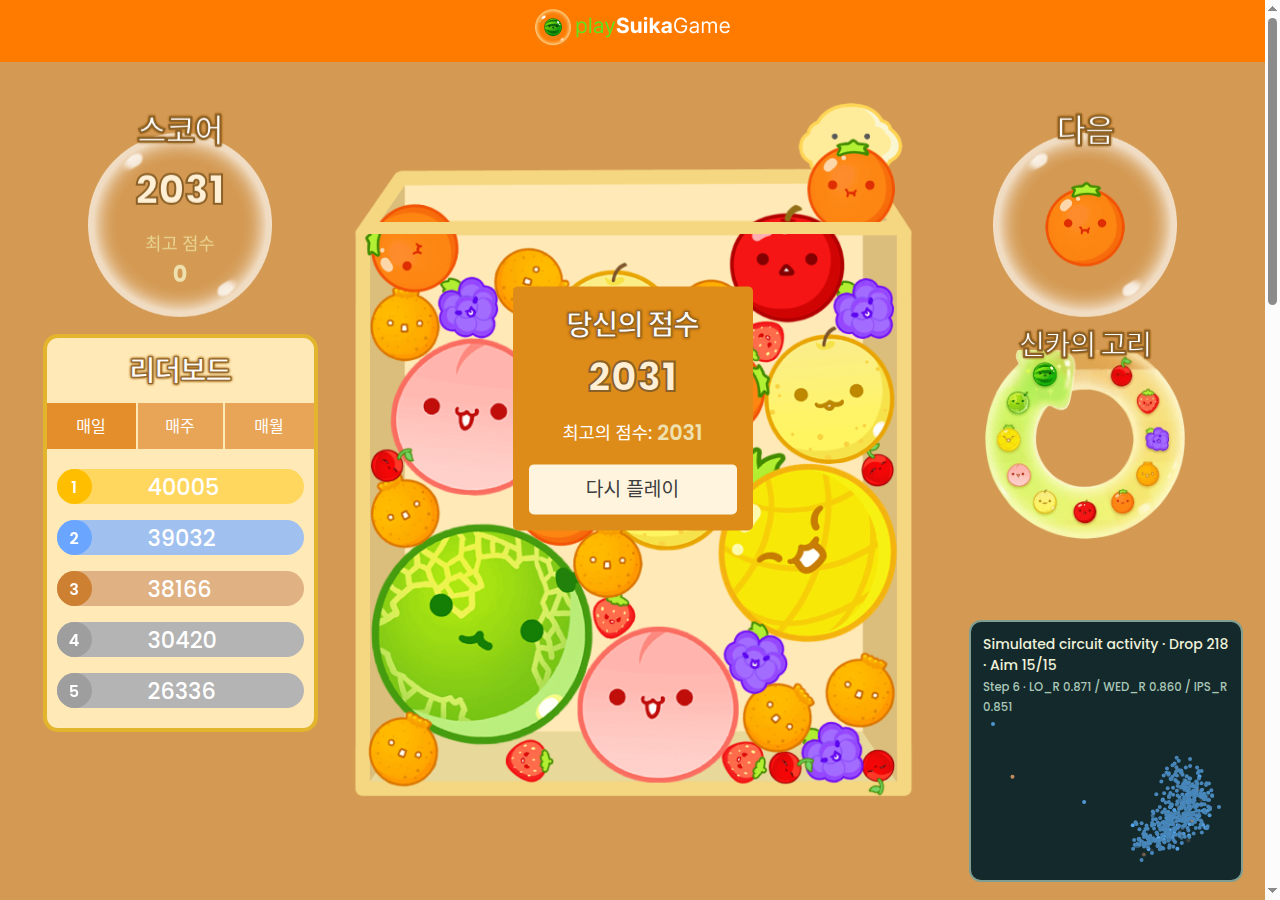 playSuikaGame
스코어
2031
최고 점수
0
리더보드
매일 매주 매월
1 40005
2 39032
3 38166
4 30420
5 26336
당신의 점수
2031
최고의 점수: 2031
다시 플레이
다음
신카의 고리
Simulated circuit activity · Drop 218
· Aim 15/15
Step 6 · LO_R 0.871 / WED_R 0.860 / IPS_R
0.851